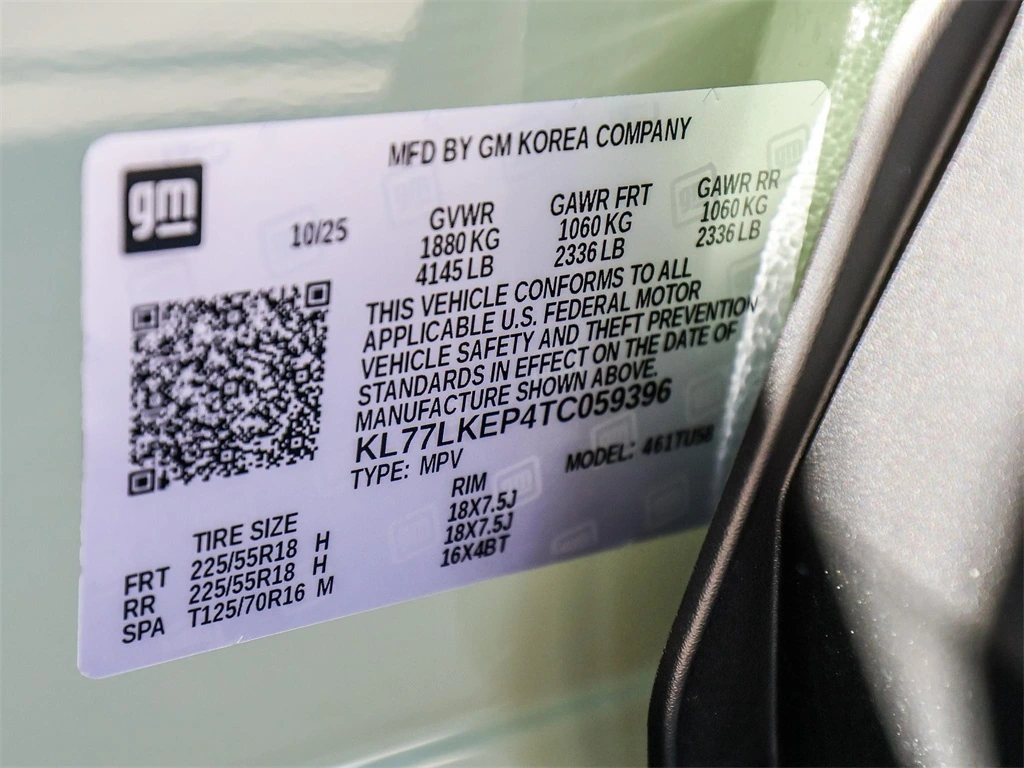 MFD BY GM KOREA COMPANY
gm
10/25
GVWR GAWR FRT GAWR RR
1880 KG 1060 KG 1060 KG
4145 LB 2336 LB 2336 LB
THIS VEHICLE CONFORMS TO ALL
APPLICABLE U.S. FEDERAL MOTOR
VEHICLE SAFETY AND THEFT PREVENTION
STANDARDS IN EFFECT ON THE DATE OF
MANUFACTURE SHOWN ABOVE.
KL77LKEP4TC059396
TYPE: MPV MODEL: 461TU58
TIRE SIZE RIM
FRT 225/55R18 H 18X7.5J
RR 225/55R18 H 18X7.5J
SPA T125/70R16 M 16X4BT